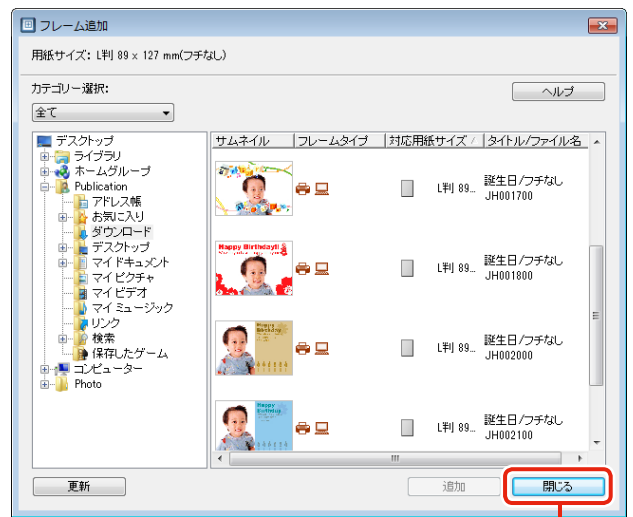 フレーム追加
用紙サイズ: L判 89 x 127 mm(フチなし)
カテゴリー選択:
ヘルプ
全て
デスクトップ
ライブラリ
ホームグループ
Publication
アドレス帳
お気に入り
ダウンロード
デスクトップ
マイ ドキュメント
マイ ピクチャ
マイ ビデオ
マイ ミュージック
リンク
検索
保存したゲーム
コンピューター
Photo
サムネイル フレームタイプ 対応用紙サイズ / タイトル/ファイル名
L判 89... 誕生日/フチなし
JH001700
Happy Birthday!!
L判 89... 誕生日/フチなし
JH001800
Happy
Birthday
L判 89... 誕生日/フチなし
JH002000
Happy
Birthday
L判 89... 誕生日/フチなし
JH002100
更新
追加
閉じる